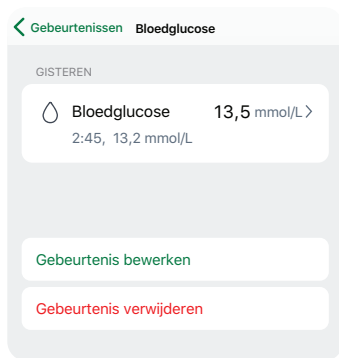 Gebeurtenissen Bloedglucose
GISTEREN
Bloedglucose 13,5 mmol/L
2:45, 13,2 mmol/L
Gebeurtenis bewerken
Gebeurtenis verwijderen